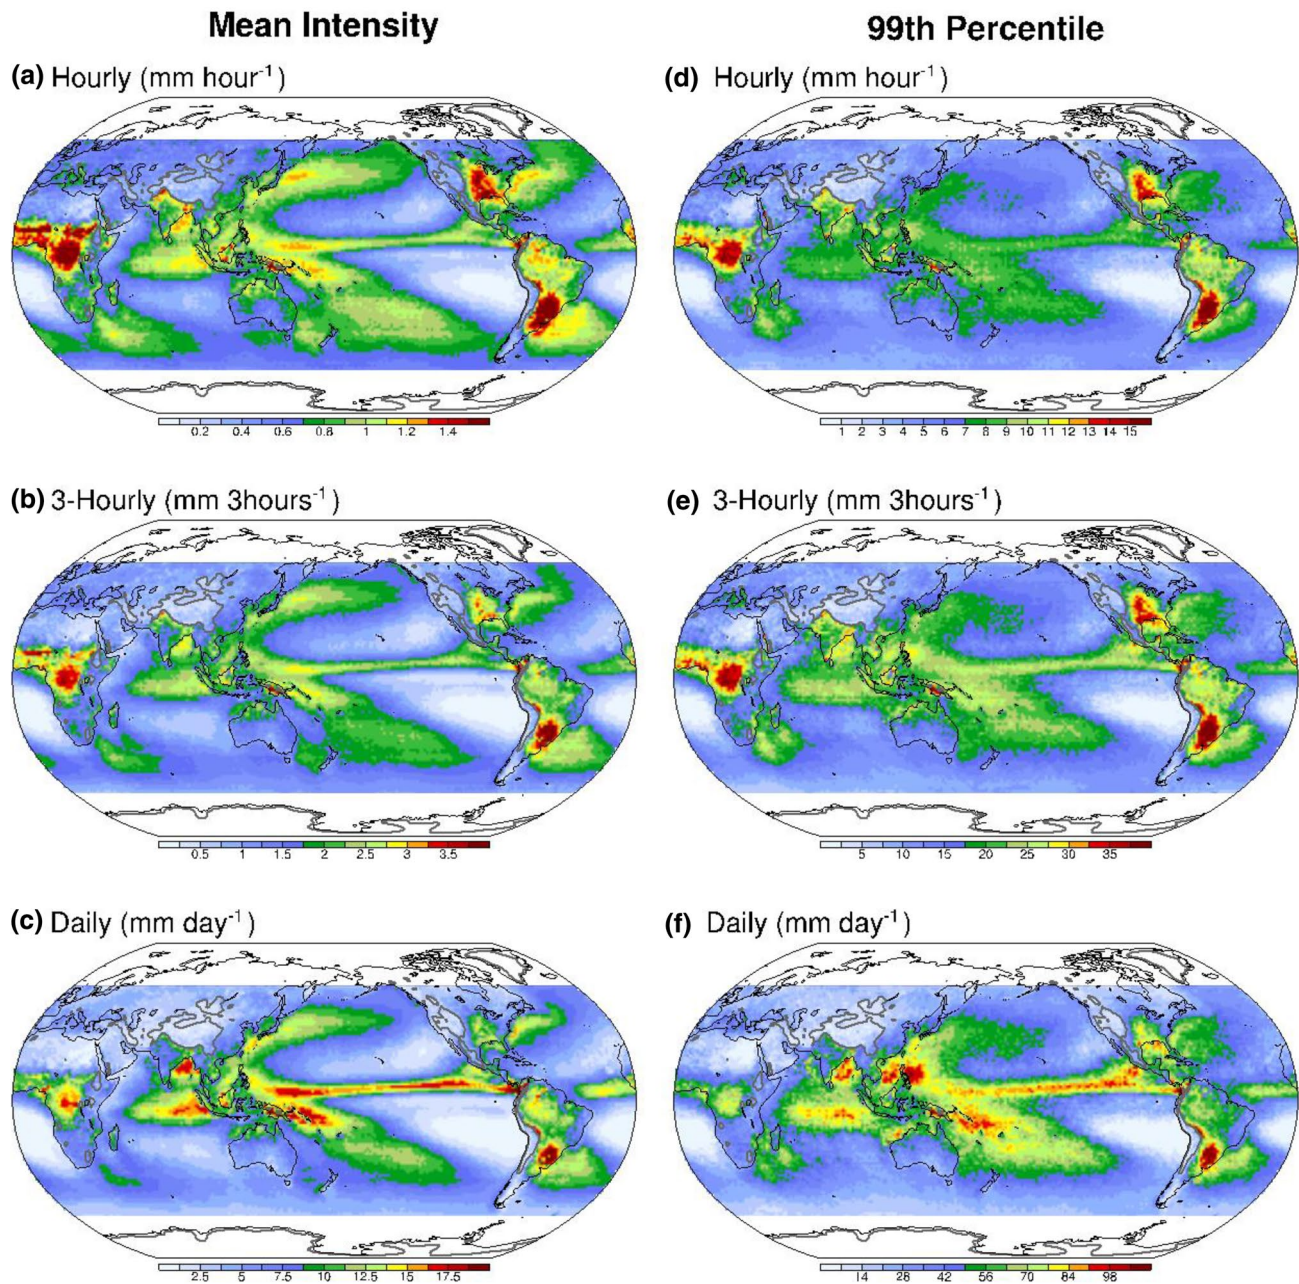 Mean Intensity
99th Percentile
(a) Hourly (mm hour-1)
(d) Hourly (mm hour-1)
0.2 0.4 0.6 0.8 1 1.2 1.4
1 2 3 4 5 6 7 8 9 10 11 12 13 14 15
(b) 3-Hourly (mm 3hours-1)
(e) 3-Hourly (mm 3hours-1)
0.5 1 1.5 2 2.5 3 3.5
5 10 15 20 25 30 35
(c) Daily (mm day-1)
(f) Daily (mm day-1)
2.5 5 7.5 10 12.5 15 17.5
14 28 42 56 70 84 98